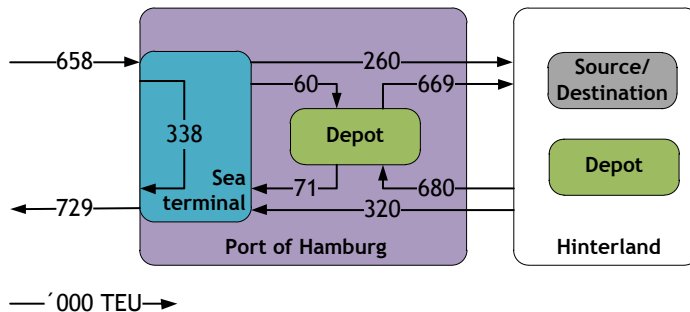 658
260
60
669
Source/
Destination
338
Depot
Depot
Sea
terminal
71
680
729
320
Port of Hamburg
Hinterland
´000 TEU